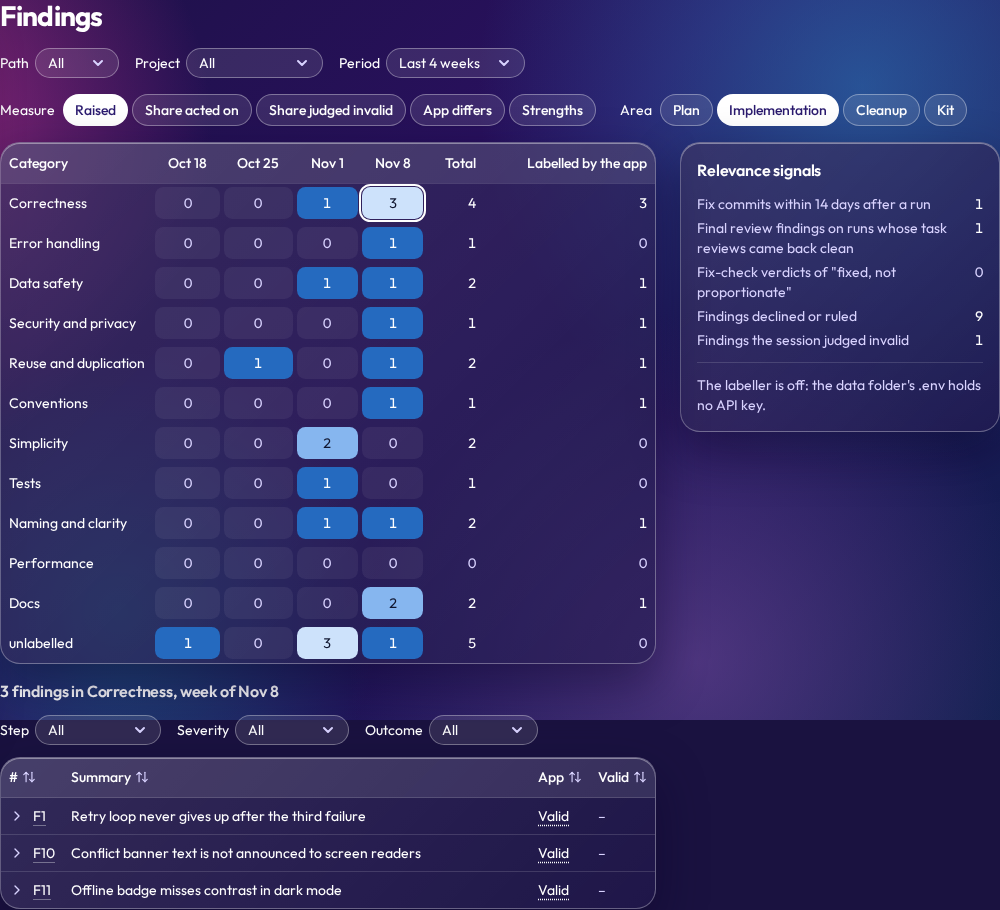 Findings
Path All Project All Period Last 4 weeks
Measure Raised Share acted on Share judged invalid App differs Strengths Area Plan Implementation Cleanup Kit
Category Oct 18 Oct 25 Nov 1 Nov 8 Total Labelled by the app
Correctness 0 0 1 3 4 3
Error handling 0 0 0 1 1 0
Data safety 0 0 1 1 2 1
Security and privacy 0 0 0 1 1 1
Reuse and duplication 0 1 0 1 2 1
Conventions 0 0 0 1 1 1
Simplicity 0 0 2 0 2 0
Tests 0 0 1 0 1 0
Naming and clarity 0 0 1 1 2 1
Performance 0 0 0 0 0 0
Docs 0 0 0 2 2 1
unlabelled 1 0 3 1 5 0
Relevance signals
Fix commits within 14 days after a run 1
Final review findings on runs whose task 1
reviews came back clean
Fix-check verdicts of "fixed, not 0
proportionate"
Findings declined or ruled 9
Findings the session judged invalid 1
The labeller is off: the data folder's .env holds
no API key.
3 findings in Correctness, week of Nov 8
Step All Severity All Outcome All
# Summary App Valid
F1 Retry loop never gives up after the third failure Valid –
F10 Conflict banner text is not announced to screen readers Valid –
F11 Offline badge misses contrast in dark mode Valid –